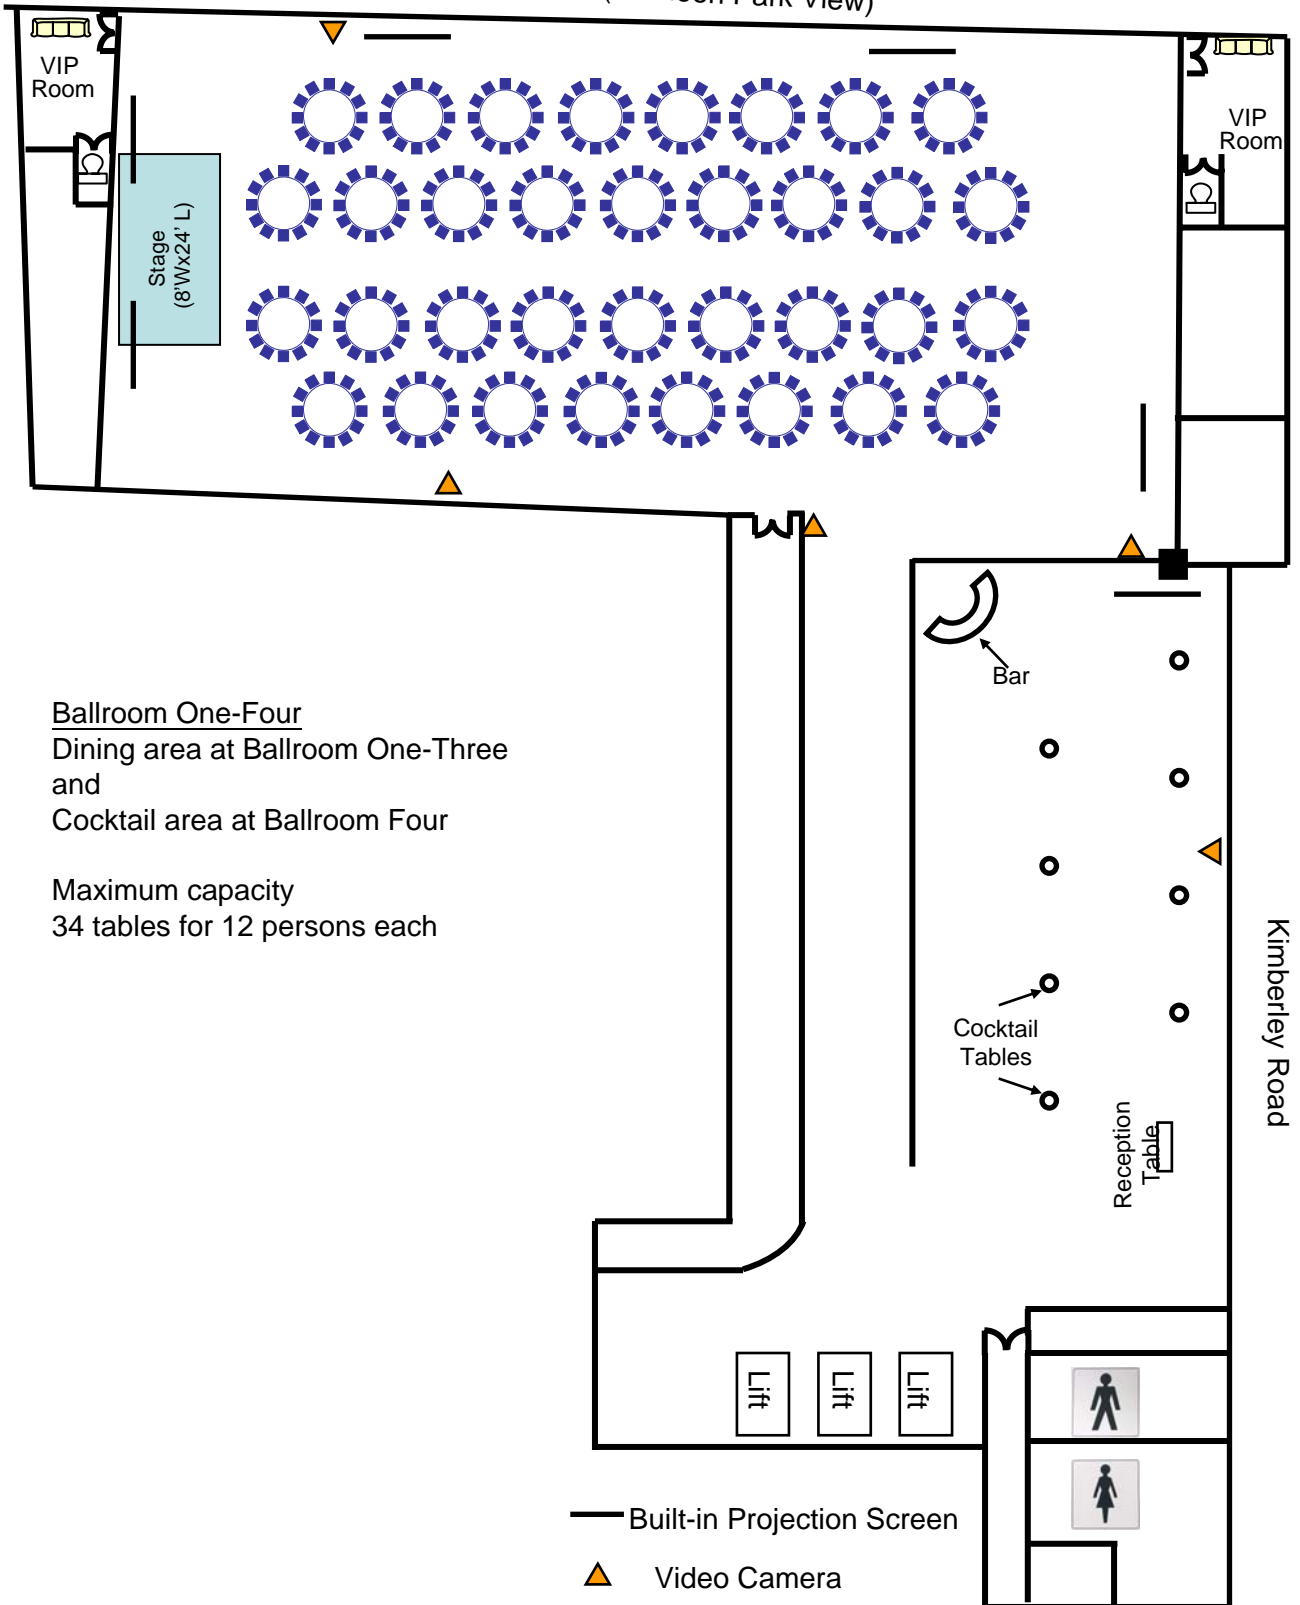 Park View)
VIP
Room
VIP
Room
Stage
(8'Wx24' L)
Bar
Ballroom One-Four
Dining area at Ballroom One-Three
and
Cocktail area at Ballroom Four
Maximum capacity
34 tables for 12 persons each
Kimberley Road
Cocktail
Tables
Reception
Table
Lift
Lift
Lift
Built-in Projection Screen
Video Camera